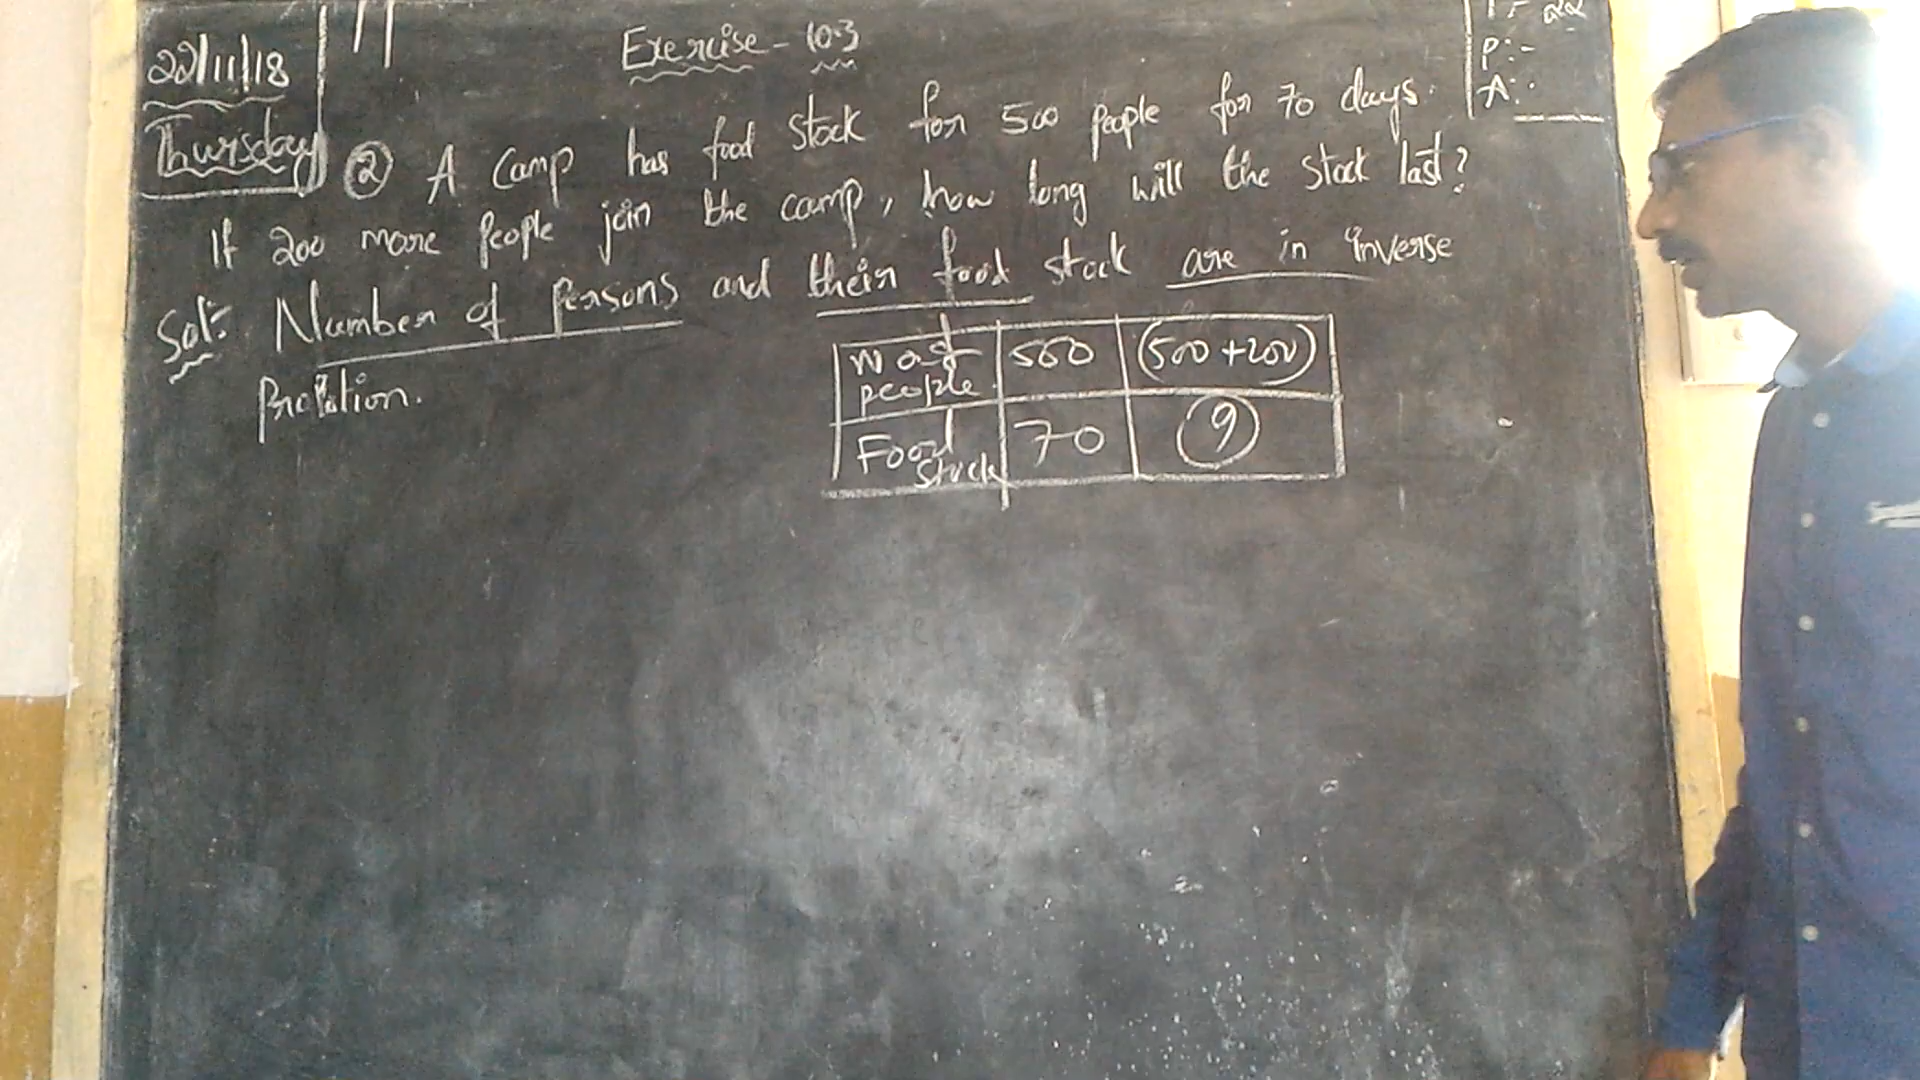 22/11/18
Thursday
Exercise - 10.3
P:-
A:-
② A camp has food stock for 500 people for 70 days.
If 200 more people join the camp, how long will the stock last?
Sol:- Number of persons and their food stock are in inverse
No of people 500 (500+200)
Food stock 70